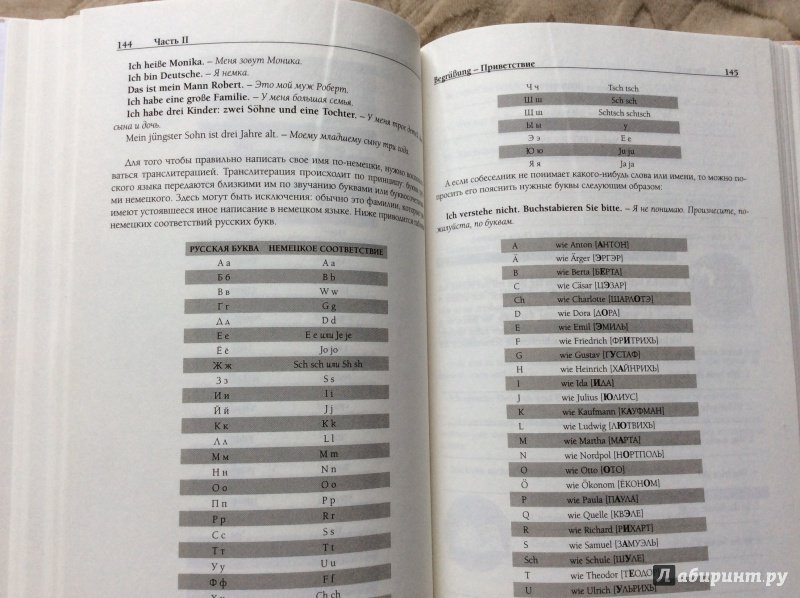 144 Часть II
Ich heiße Monika. – Меня зовут Моника.
Ich bin Deutsche. – Я немка.
Das ist mein Mann Robert. – Это мой муж Роберт.
Ich habe eine große Familie. – У меня большая семья.
Ich habe drei Kinder: zwei Söhne und eine Tochter. – У меня трое
сына и дочь.
Mein jüngster Sohn ist drei Jahre alt. – Моему младшему сыну три года.
Для того чтобы правильно написать свое имя по-немецки, нужно
ваться транслитерацией. Транслитерация происходит по принципу: буквы
ского языка передаются близкими им по звучанию буквами или
ми немецкого. Здесь могут быть исключения: обычно это фамилии, которые
имеют устоявшееся иное написание в немецком языке. Ниже приводится
немецких соответствий русских букв.
РУССКАЯ БУКВА НЕМЕЦКОЕ СООТВЕТСТВИЕ
А а A a
Б б B b
В в W w
Г г G g
Д д D d
Е е E e или Je je
Ё ё Jo jo
Ж ж Sch sch или Sh sh
З з S s
И и I i
Й й J j
К к K k
Л л L l
М м M m
Н н N n
О о O o
П п P p
Р р R r
С с S s
Т т T t
У у U u
Ф ф F f
Begrüßung – Приветствие 145
Ч ч Tsch tsch
Ш ш Sch sch
Щ щ Schtsch schtsch
Ы ы y
Э э E e
Ю ю Ju ju
Я я Ja ja
А если собеседник не понимает какого-нибудь слова или имени, то можно по-
просить его пояснить нужные буквы следующим образом:
Ich verstehe nicht. Buchstabieren Sie bitte. – Я не понимаю. Произнесите, по-
жалуйста, по буквам.
A wie Anton [АНТОН]
Ä wie Ärger [ЭРГЭР]
B wie Berta [БЕРТА]
C wie Cäsar [ЦЭЗАР]
Ch wie Charlotte [ШАРЛОТЭ]
D wie Dora [ДОРА]
E wie Emil [ЭМИЛЬ]
F wie Friedrich [ФРИТРИХЬ]
G wie Gustav [ГУСТАФ]
H wie Heinrich [ХАЙНРИХЬ]
I wie Ida [ИДА]
J wie Julius [ЮЛИУС]
K wie Kaufmann [КАУФМАН]
L wie Ludwig [ЛЮТВИХЬ]
M wie Martha [МАРТА]
N wie Nordpol [НОРТПОЛЬ]
O wie Otto [ОТО]
Ö wie Ökonom [ЁКОНОМ]
P wie Paula [ПАУЛА]
Q wie Quelle [КВЭЛЕ]
R wie Richard [РИХАРТ]
S wie Samuel [ЗАМУЭЛЬ]
Sch wie Schule [ШУЛЕ]
T wie Theodor [ТЕОДО
U wie Ulrich [УЛЬРИХЬ]
Лабиринт.ру